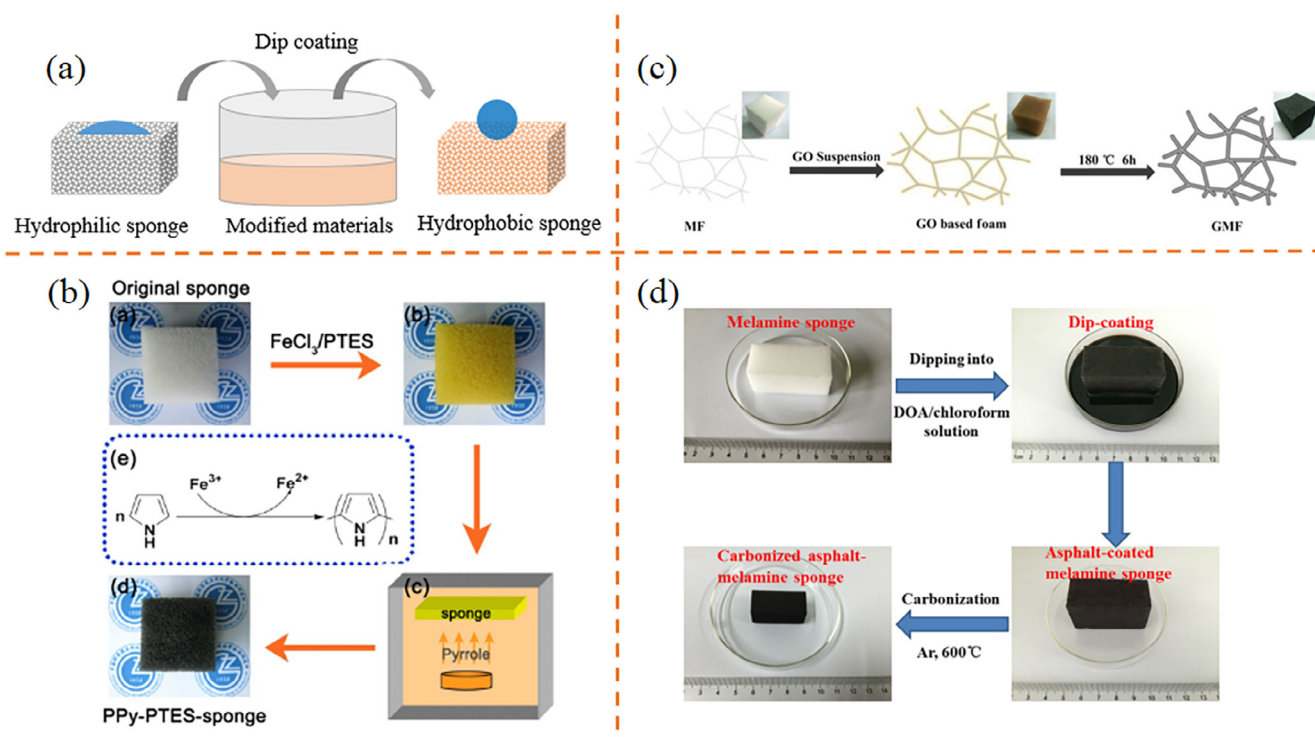 (a)
Dip coating
Hydrophilic sponge
Modified materials
Hydrophobic sponge
(c)
GO Suspension
180 ℃ 6h
MF
GO based foam
GMF
(b)
Original sponge
(a)
FeCl3/PTES
(b)
(e)
n
N
H
Fe3+
Fe2+
N
H
n
(d)
PPy-PTES-sponge
(c)
sponge
Pyrrole
(d)
Melamine sponge
Dipping into
DOA/chloroform
solution
Dip-coating
Carbonized asphalt-
melamine sponge
Carbonization
Ar, 600℃
Asphalt-coated
melamine sponge